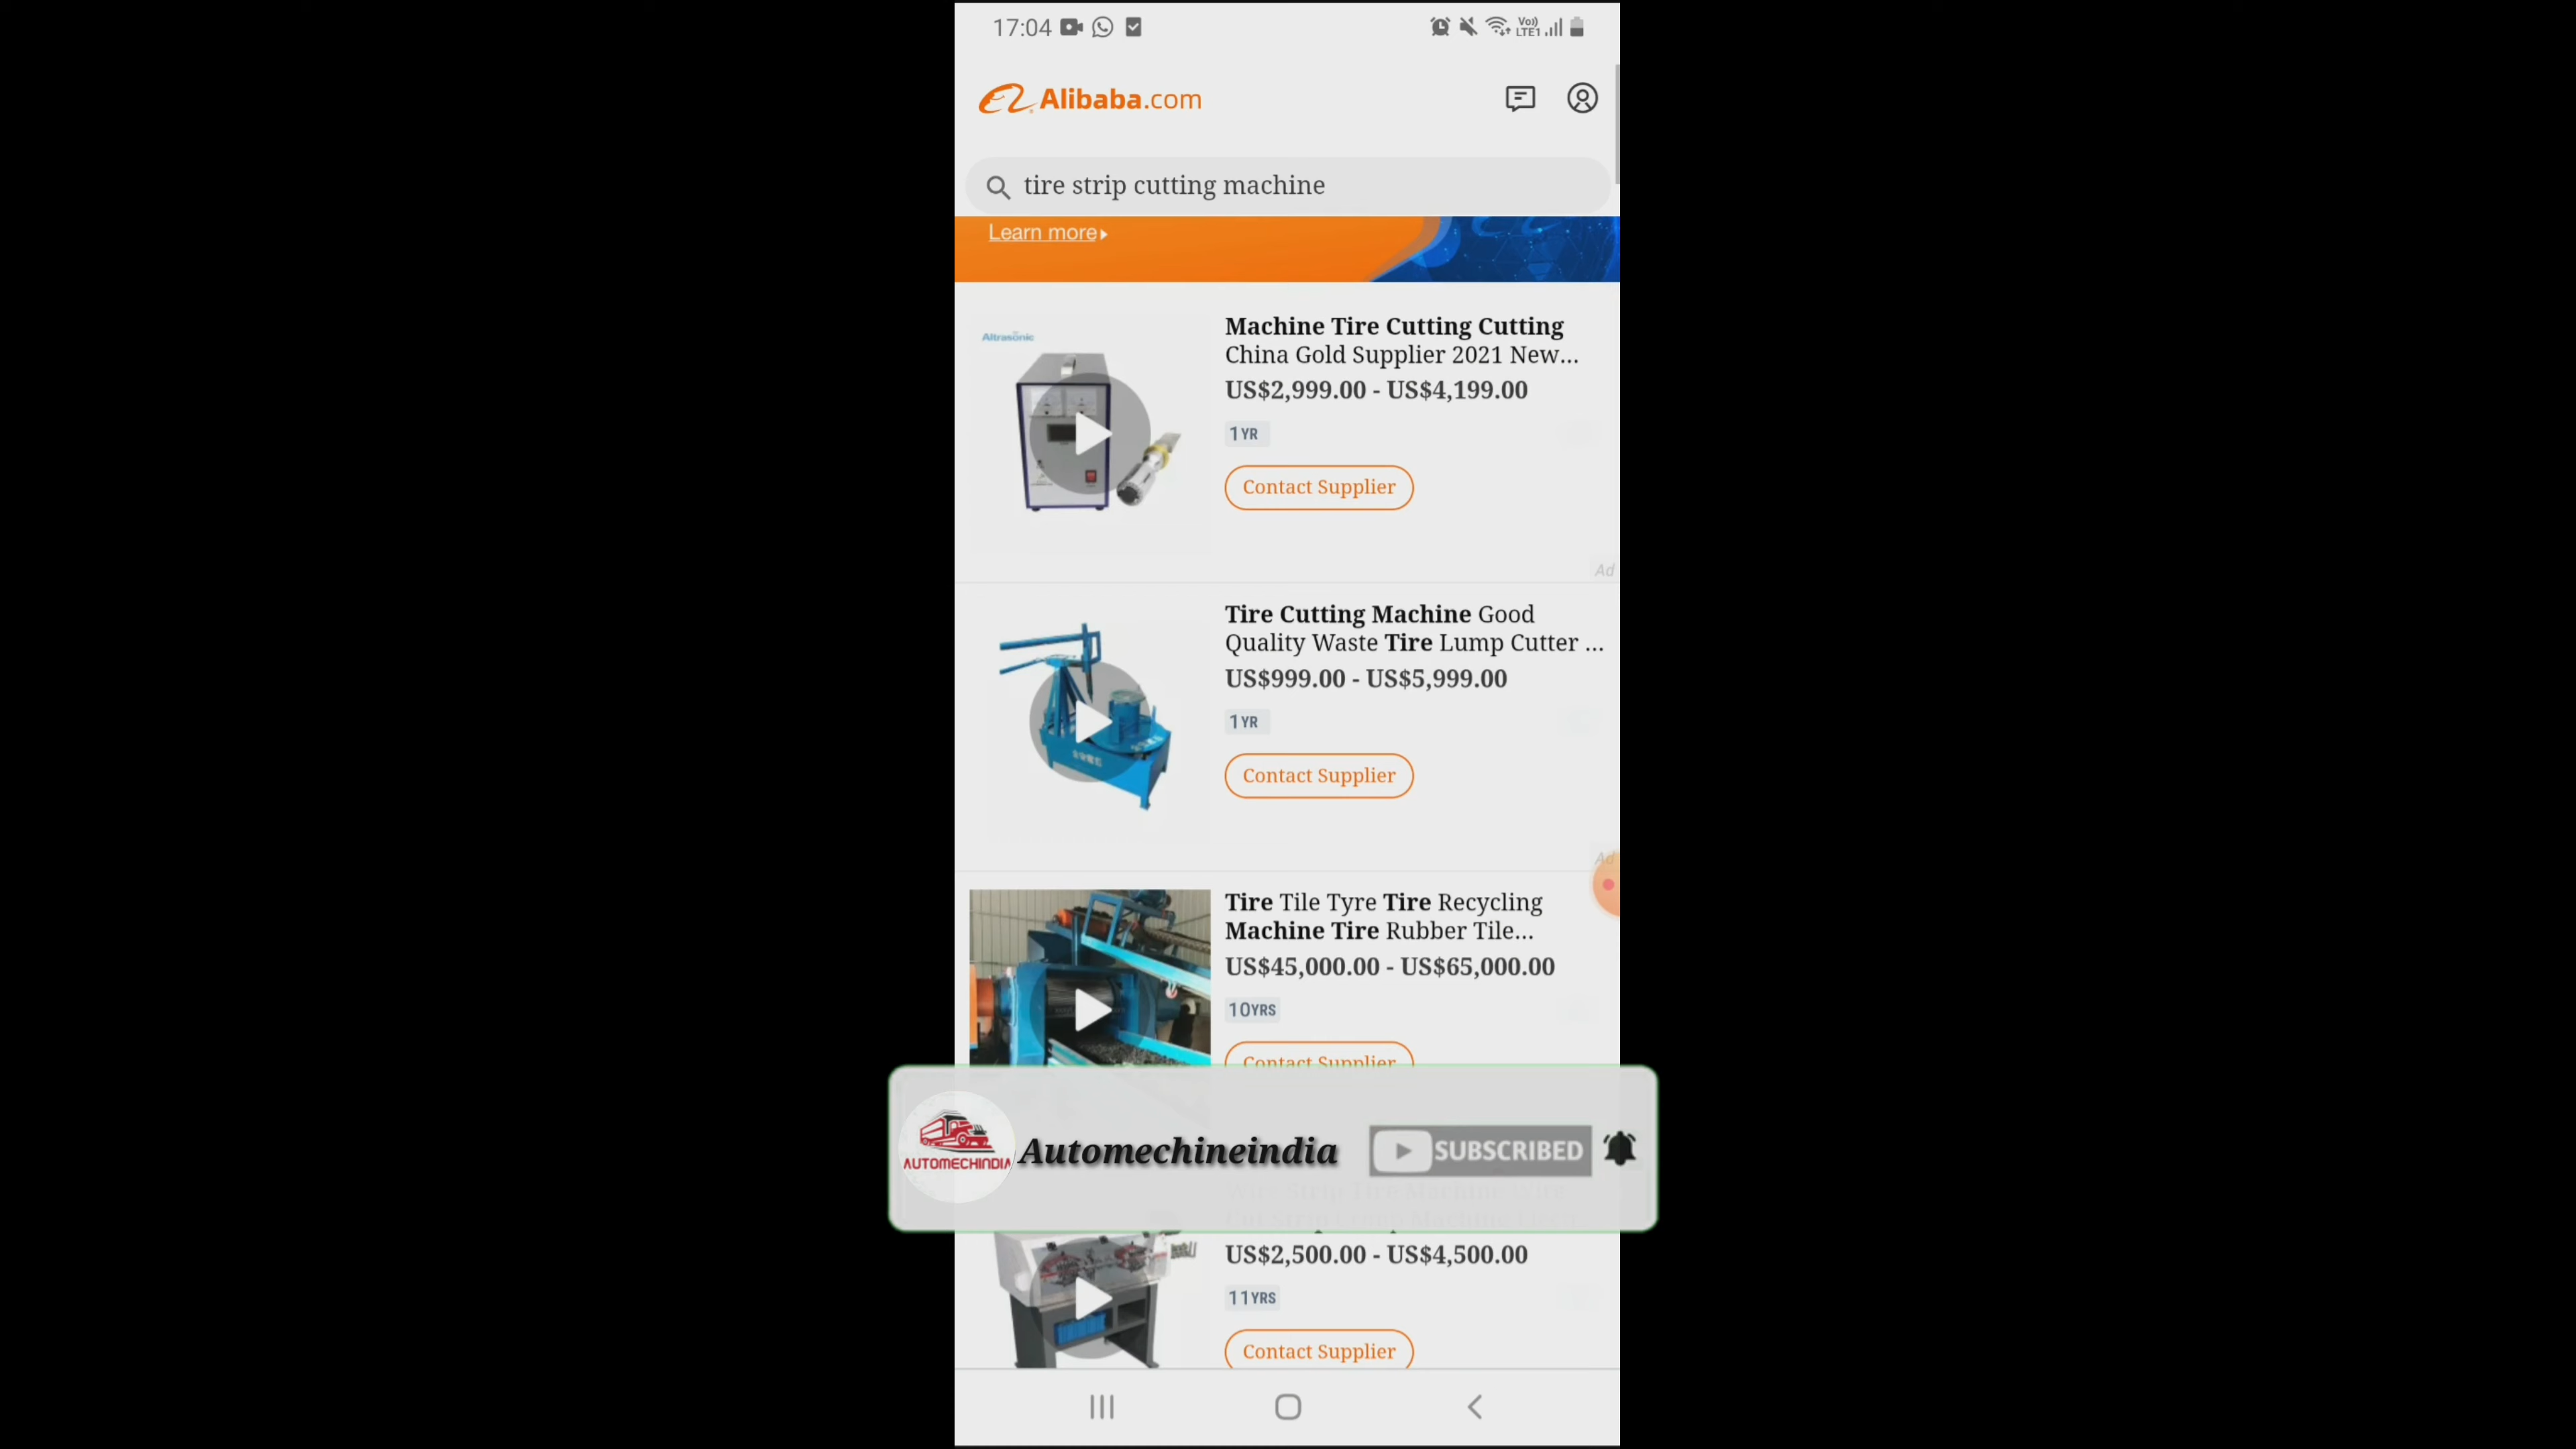 17:04
Vo))
LTE1
Alibaba.com
tire strip cutting machine
Learn more
Altrasonic
Machine Tire Cutting Cutting
China Gold Supplier 2021 New...
US$2,999.00 - US$4,199.00
1 YR
Contact Supplier
Ad
Tire Cutting Machine Good
Quality Waste Tire Lump Cutter ...
US$999.00 - US$5,999.00
1 YR
Contact Supplier
Ad
Tire Tile Tyre Tire Recycling
Machine Tire Rubber Tile...
US$45,000.00 - US$65,000.00
10 YRS
Contact Supplier
AUTOMECHINDIA
Automechineindia
SUBSCRIBED
US$2,500.00 - US$4,500.00
11 YRS
Contact Supplier